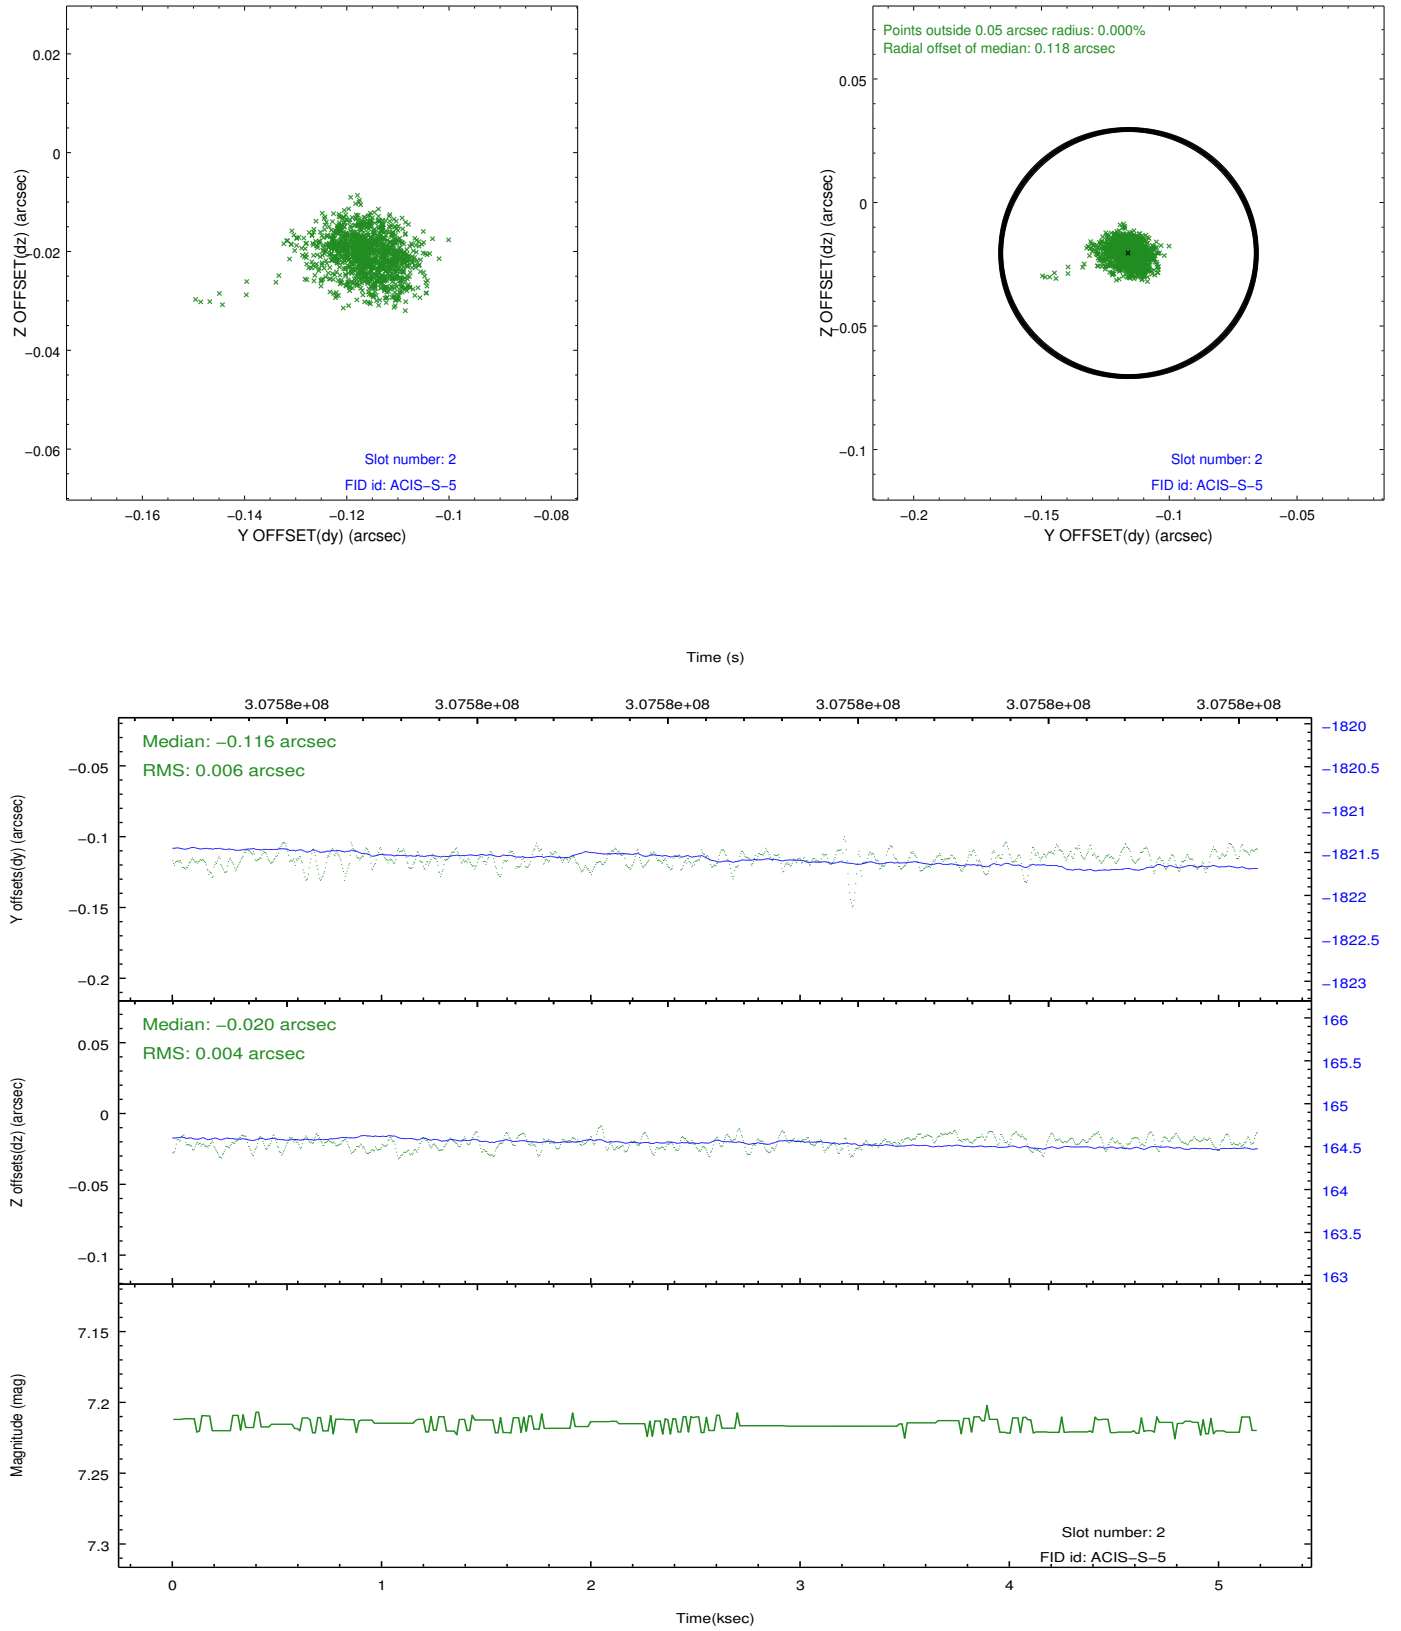 0.02
0
−0.02
−0.04
−0.06
Z OFFSET(dz) (arcsec)
Slot number: 2
FID id: ACIS−S−5
−0.16
−0.14
−0.12
−0.1
−0.08
Y OFFSET(dy) (arcsec)
Points outside 0.05 arcsec radius: 0.000%
Radial offset of median: 0.118 arcsec
0.05
0
−0.05
−0.1
Z OFFSET(dz) (arcsec)
Slot number: 2
FID id: ACIS−S−5
−0.2
−0.15
−0.1
−0.05
Y OFFSET(dy) (arcsec)
Time (s)
3.0758e+08
3.0758e+08
3.0758e+08
3.0758e+08
3.0758e+08
3.0758e+08
Median: −0.116 arcsec
RMS: 0.006 arcsec
−0.05
−0.1
−0.15
−0.2
Y offsets(dy) (arcsec)
−1820
−1820.5
−1821
−1821.5
−1822
−1822.5
−1823
Median: −0.020 arcsec
RMS: 0.004 arcsec
0.05
0
−0.05
−0.1
Z offsets(dz) (arcsec)
166
165.5
165
164.5
164
163.5
163
7.15
7.2
7.25
7.3
Magnitude (mag)
Slot number: 2
FID id: ACIS−S−5
0
1
2
3
4
5
Time(ksec)